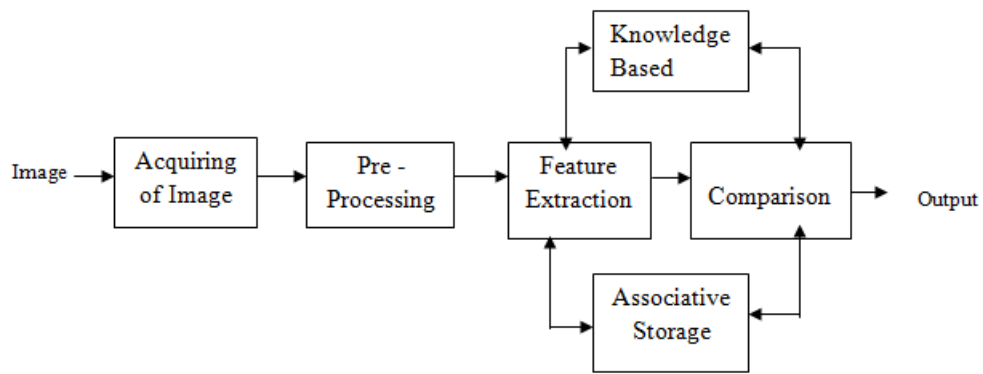 Knowledge
Based
Image
Acquiring
of Image
Pre -
Processing
Feature
Extraction
Comparison
Output
Associative
Storage